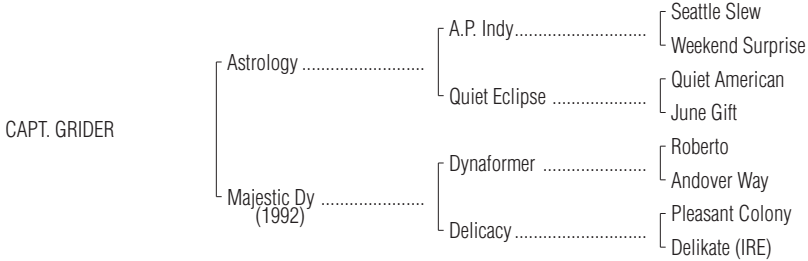 Seattle Slew
A.P. Indy..............................
Weekend Surprise
Astrology ...........................
Quiet American
Quiet Eclipse .....................
June Gift
CAPT. GRIDER
Roberto
Dynaformer .......................
Andover Way
Majestic Dy .......................
(1992)
Pleasant Colony
Delicacy..............................
Delikate (IRE)